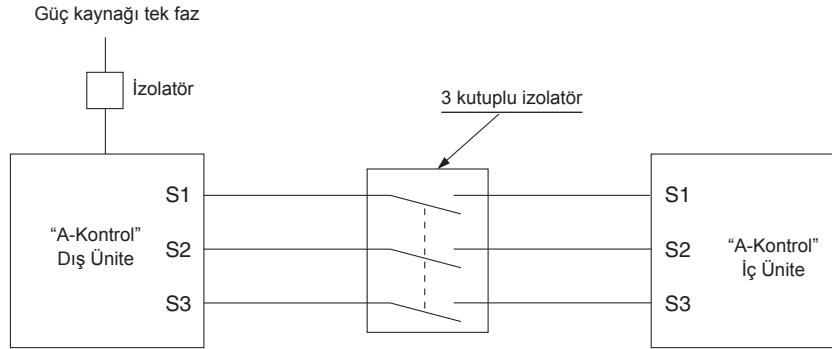 Güç kaynağı tek faz
İzolatör
3 kutuplu izolatör
S1
S2
S3
"A-Kontrol"
Dış Ünite
S1
S2
S3
"A-Kontrol"
İç Ünite